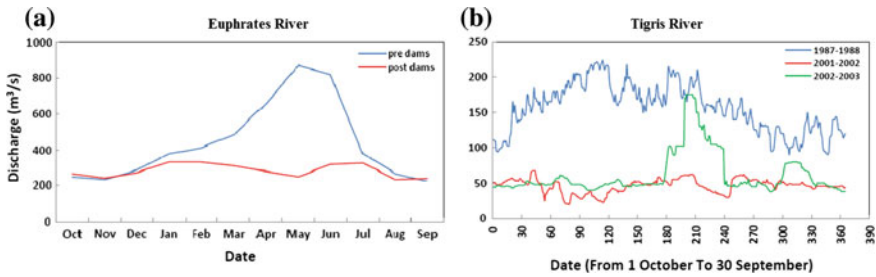 (a)
Euphrates River
1000
800
600
400
200
0
Discharge (m³/s)
pre dams
post dams
Oct Nov Dec Jan Feb Mar Apr May Jun Jul Aug Sep
Date
(b)
Tigris River
250
200
150
100
50
0
1987-1988
2001-2002
2002-2003
0 30 60 90 120 150 180 210 240 270 300 330 360 390
Date (From 1 October To 30 September)